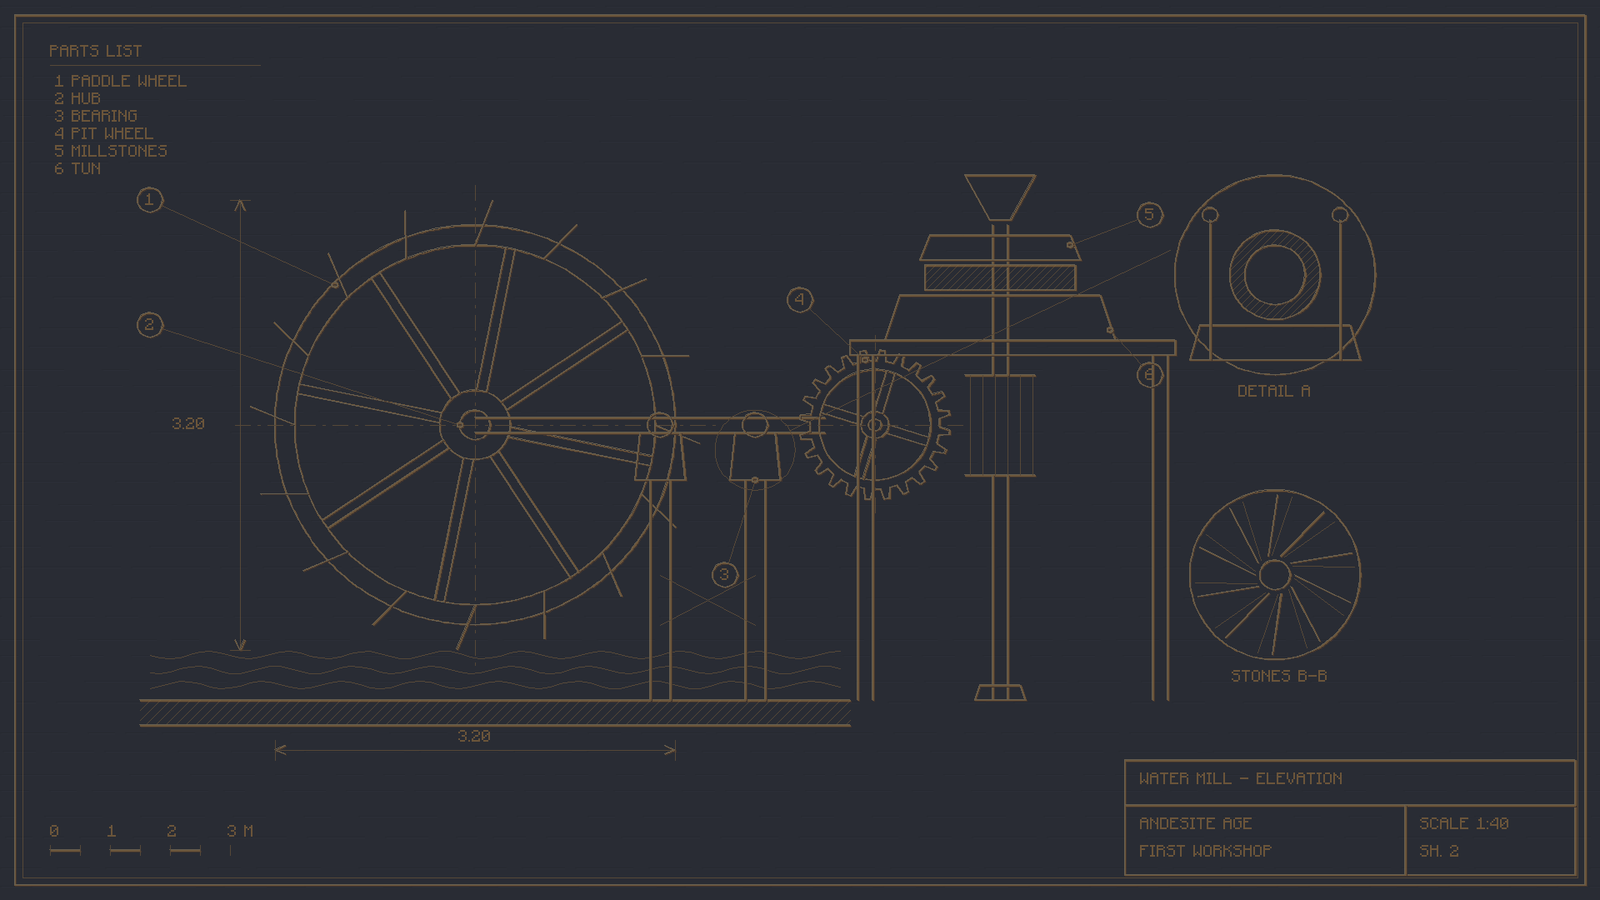 PARTS LIST
1 PADDLE WHEEL
2 HUB
3 BEARING
4 PIT WHEEL
5 MILLSTONES
6 TUN
1
5
4
2
6
DETAIL A
3.20
3
STONES B-B
3.20
WATER MILL - ELEVATION
0 1 2 3 M
ANDESITE AGE
SCALE 1:40
FIRST WORKSHOP
SH. 2